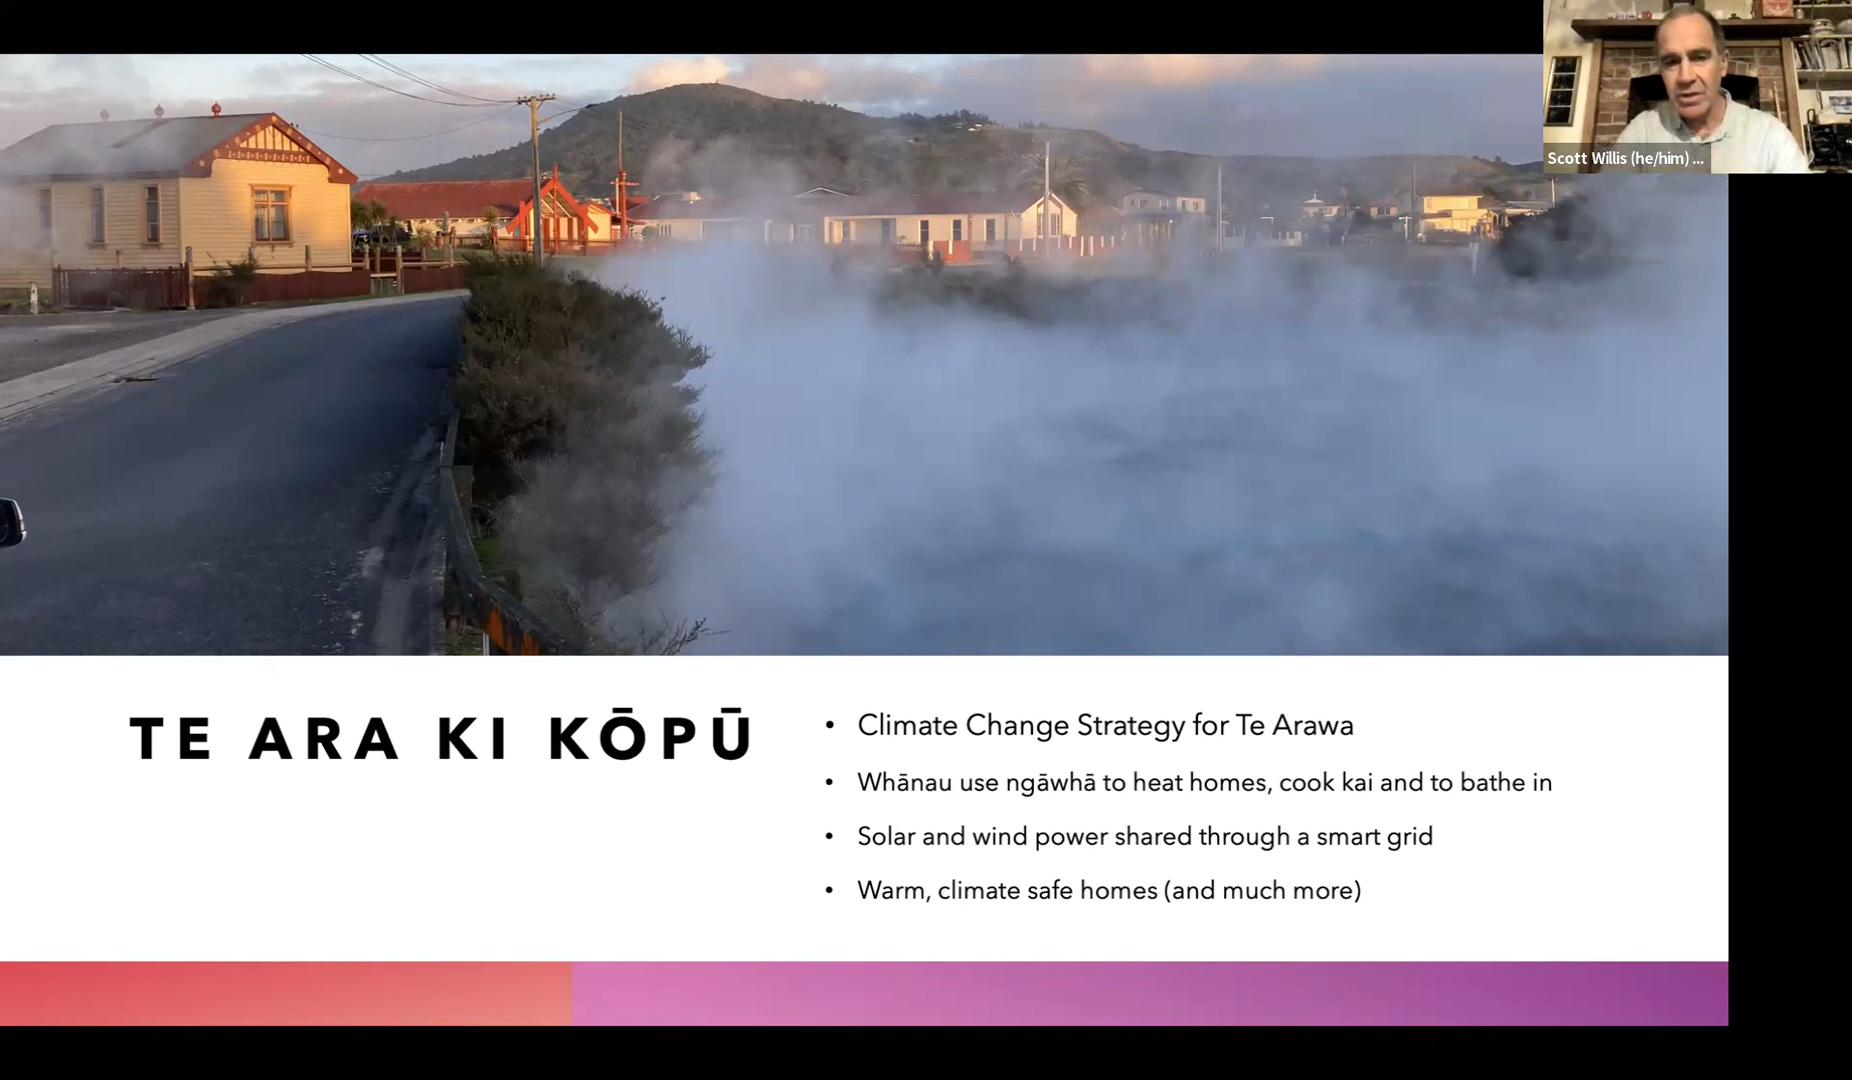 Scott Willis (he/him) ...
TE ARA KI KŌPŪ
• Climate Change Strategy for Te Arawa
• Whānau use ngāwhā to heat homes, cook kai and to bathe in
• Solar and wind power shared through a smart grid
• Warm, climate safe homes (and much more)